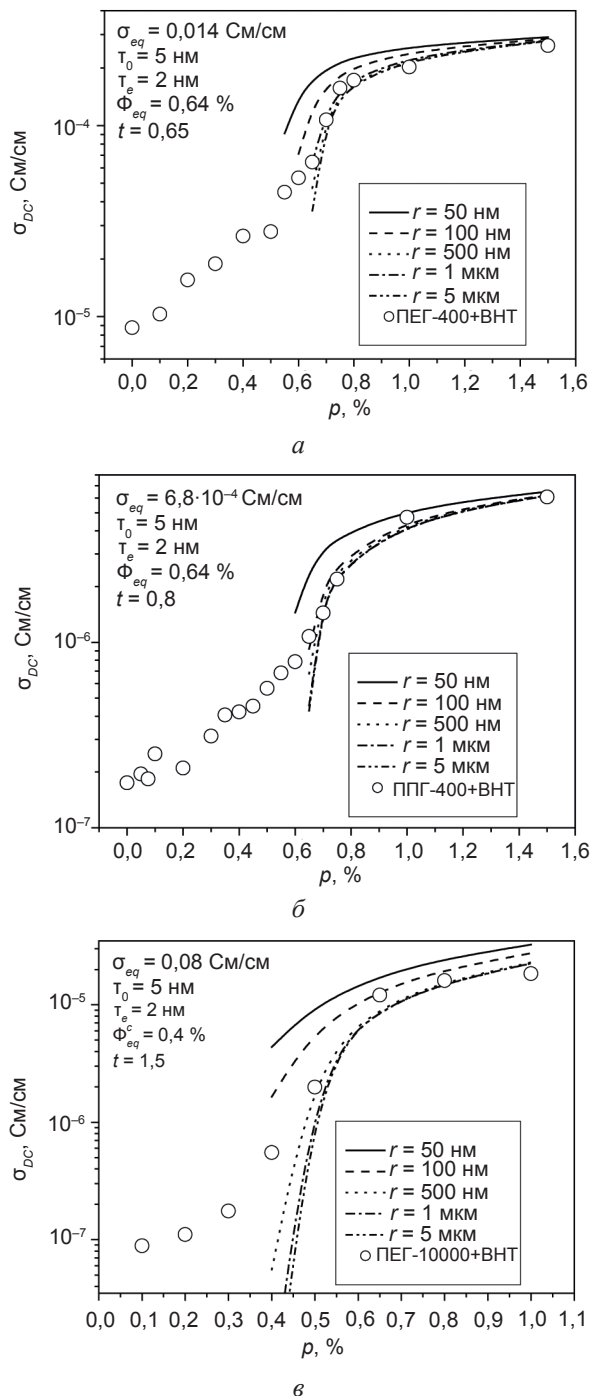 σeq = 0,014 См/см
τ0 = 5 нм
τe = 2 нм
Φeq = 0,64 %
t = 0,65
σDC, См/см
10⁻⁴
10⁻⁵
r = 50 нм
r = 100 нм
r = 500 нм
r = 1 мкм
r = 5 мкм
ПЕГ-400+ВНТ
0,0 0,2 0,4 0,6 0,8 1,0 1,2 1,4 1,6
p, %
а
σeq = 6,8·10⁻⁴ См/см
τ0 = 5 нм
τe = 2 нм
Φeq = 0,64 %
t = 0,8
σDC, См/см
10⁻⁶
10⁻⁷
r = 50 нм
r = 100 нм
r = 500 нм
r = 1 мкм
r = 5 мкм
ППГ-400+ВНТ
0,0 0,2 0,4 0,6 0,8 1,0 1,2 1,4 1,6
p, %
б
σeq = 0,08 См/см
τ0 = 5 нм
τe = 2 нм
Φᶜeq = 0,4 %
t = 1,5
σDC, См/см
10⁻⁵
10⁻⁶
10⁻⁷
r = 50 нм
r = 100 нм
r = 500 нм
r = 1 мкм
r = 5 мкм
ПЕГ-10000+ВНТ
0,0 0,1 0,2 0,3 0,4 0,5 0,6 0,7 0,8 0,9 1,0 1,1
p, %
в